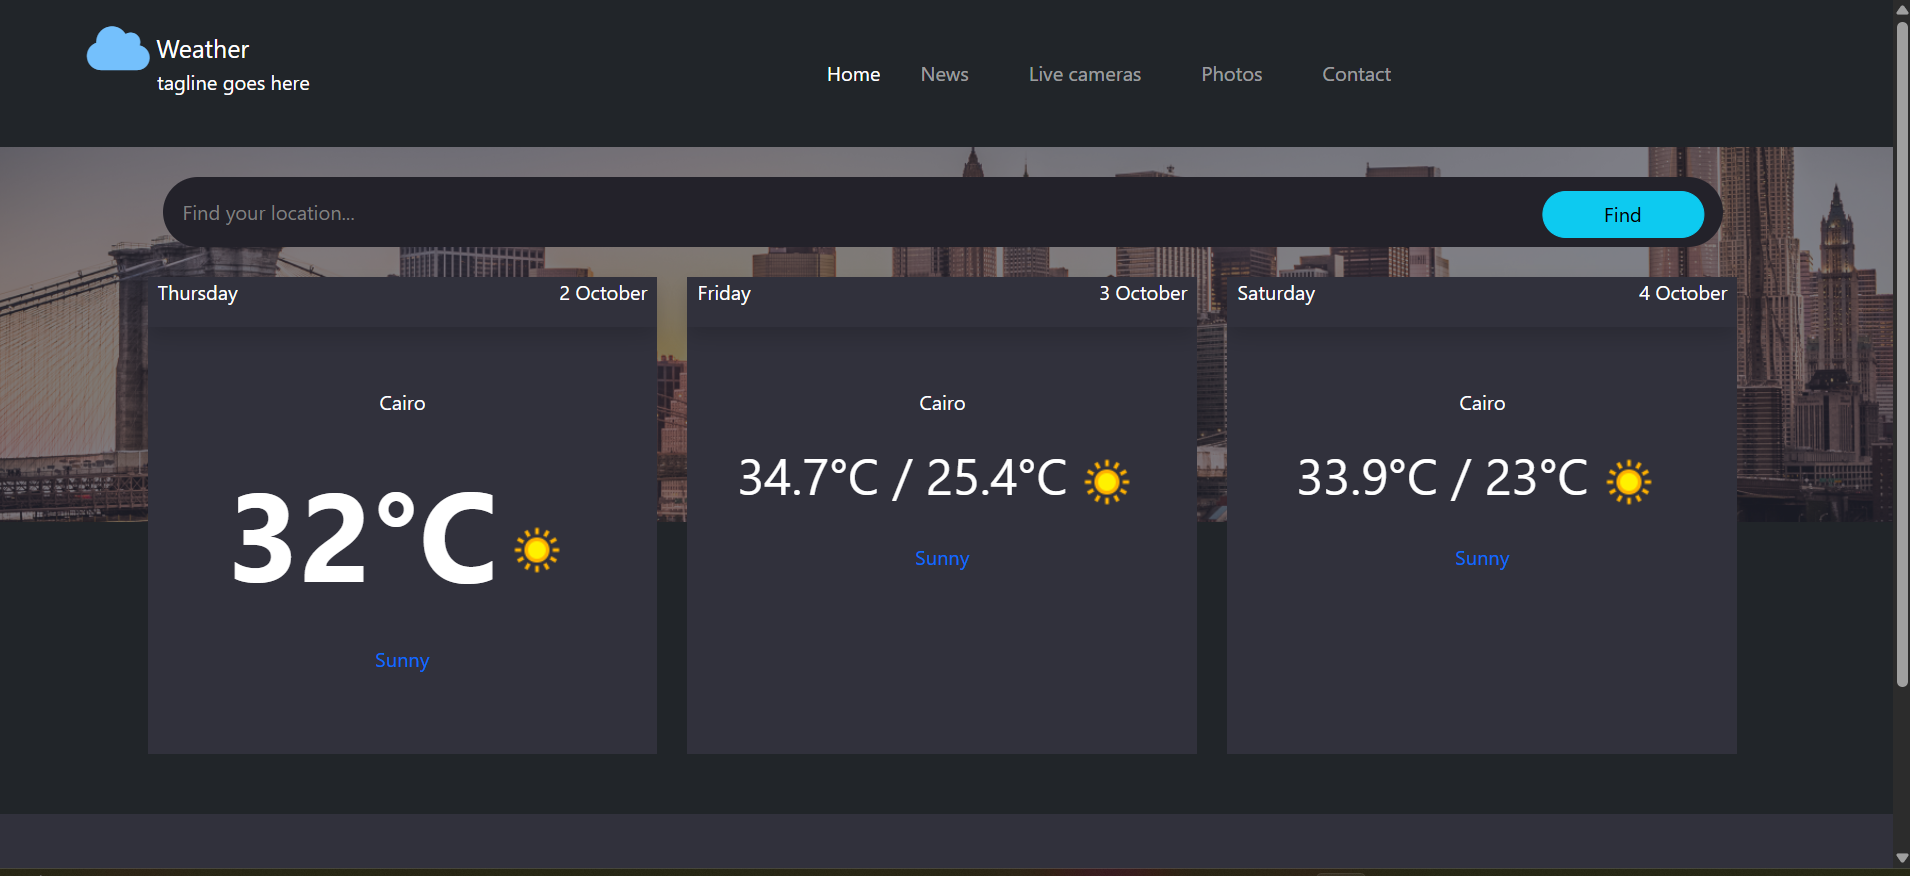 Weather
tagline goes here
Home News Live cameras Photos Contact
Find your location...
Find
Thursday 2 October
Cairo
32°C
Sunny
Friday 3 October
Cairo
34.7°C / 25.4°C
Sunny
Saturday 4 October
Cairo
33.9°C / 23°C
Sunny